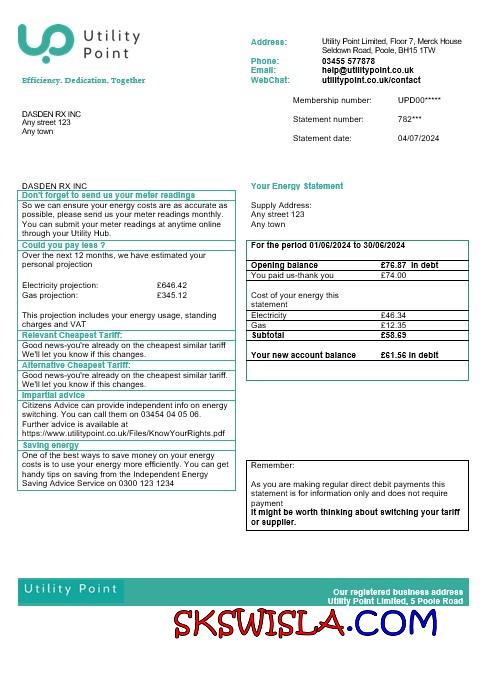 Utility
Point
Efficiency. Dedication. Together
Address: Utility Point Limited, Floor 7, Merck House
Seldown Road, Poole, BH15 1TW
Phone: 03455 577878
Email: help@utilitypoint.co.uk
WebChat: utilitypoint.co.uk/contact
Membership number: UPD00*****
Statement number: 782***
Statement date: 04/07/2024
DASDEN RX INC
Any street 123
Any town
DASDEN RX INC
Don't forget to send us your meter readings
So we can ensure your energy costs are as accurate as
possible, please send us your meter readings monthly.
You can submit your meter readings at anytime online
through your Utility Hub.
Could you pay less ?
Over the next 12 months, we have estimated your
personal projection
Electricity projection: £646.42
Gas projection: £345.12
This projection includes your energy usage, standing
charges and VAT
Relevant Cheapest Tariff:
Good news-you're already on the cheapest similar tariff
We'll let you know if this changes.
Alternative Cheapest Tariff:
Good news-you're already on the cheapest similar tariff
We'll let you know if this changes.
Impartial advice
Citizens Advice can provide independent info on energy
switching. You can call them on 03454 04 05 06.
Further advice is available at
https://www.utilitypoint.co.uk/Files/KnowYourRights.pdf
Saving energy
One of the best ways to save money on your energy
costs is to use your energy more efficiently. You can get
handy tips on saving from the Independent Energy
Saving Advice Service on 0300 123 1234
Your Energy Statement
Supply Address:
Any street 123
Any town
For the period 01/06/2024 to 30/06/2024
Opening balance £76.87 in debt
You paid us-thank you £74.00
Cost of your energy this
statement
Electricity £46.34
Gas £12.35
Subtotal £58.69
Your new account balance £61.56 in debit
Remember:
As you are making regular direct debit payments this
statement is for information only and does not require
payment
It might be worth thinking about switching your tariff
or supplier.
Utility Point
Our registered business address
Utility Point Limited, 5 Poole Road
SKSWISLA.COM